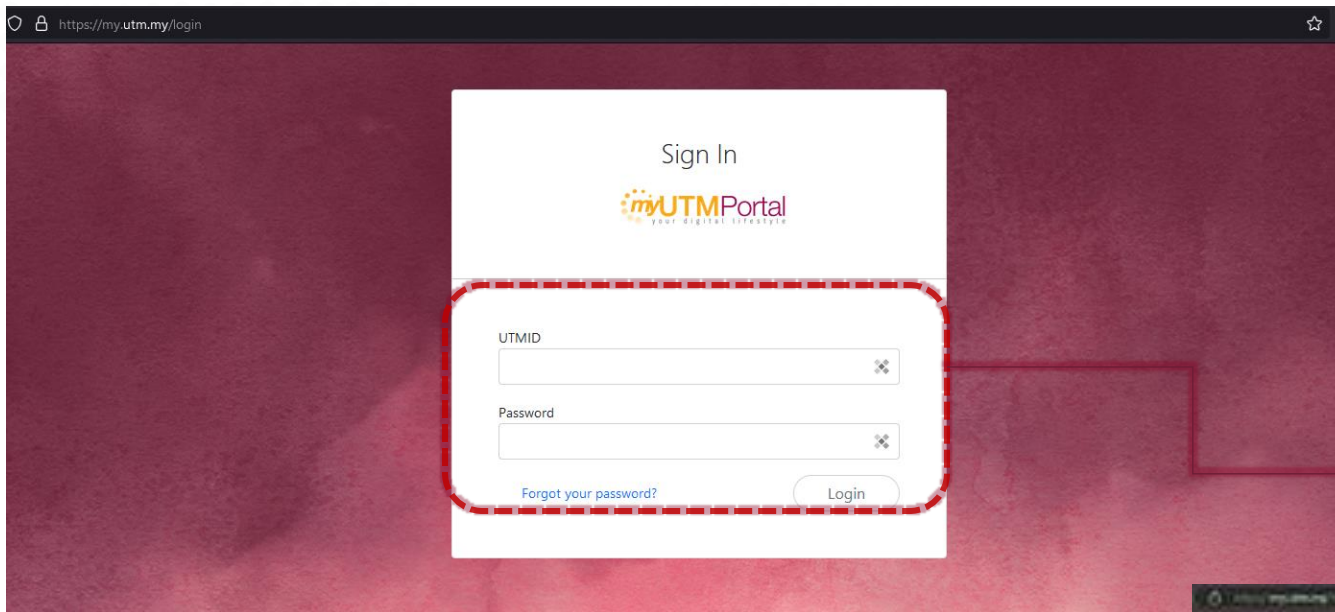 https://my.utm.my/login
Sign In
myUTMPortal
your digital lifestyle
UTMID
Password
Forgot your password?
Login